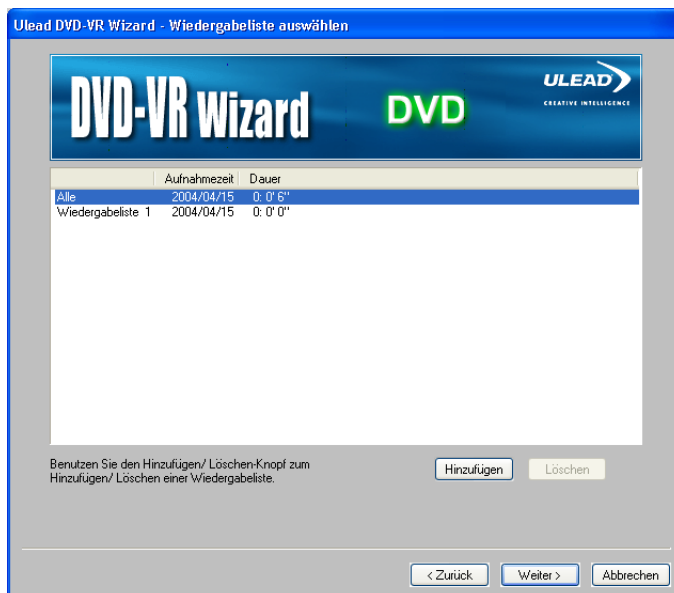 Ulead DVD-VR Wizard - Wiedergabeliste auswählen
DVD-VR Wizard
DVD
ULEAD
CREATIVE INTELLIGENCE
Aufnahmezeit Dauer
Alle 2004/04/15 0: 0' 6''
Wiedergabeliste 1 2004/04/15 0: 0' 0''
Benutzen Sie den Hinzufügen/ Löschen-Knopf zum
Hinzufügen/ Löschen einer Wiedergabeliste.
Hinzufügen
Löschen
< Zurück
Weiter >
Abbrechen